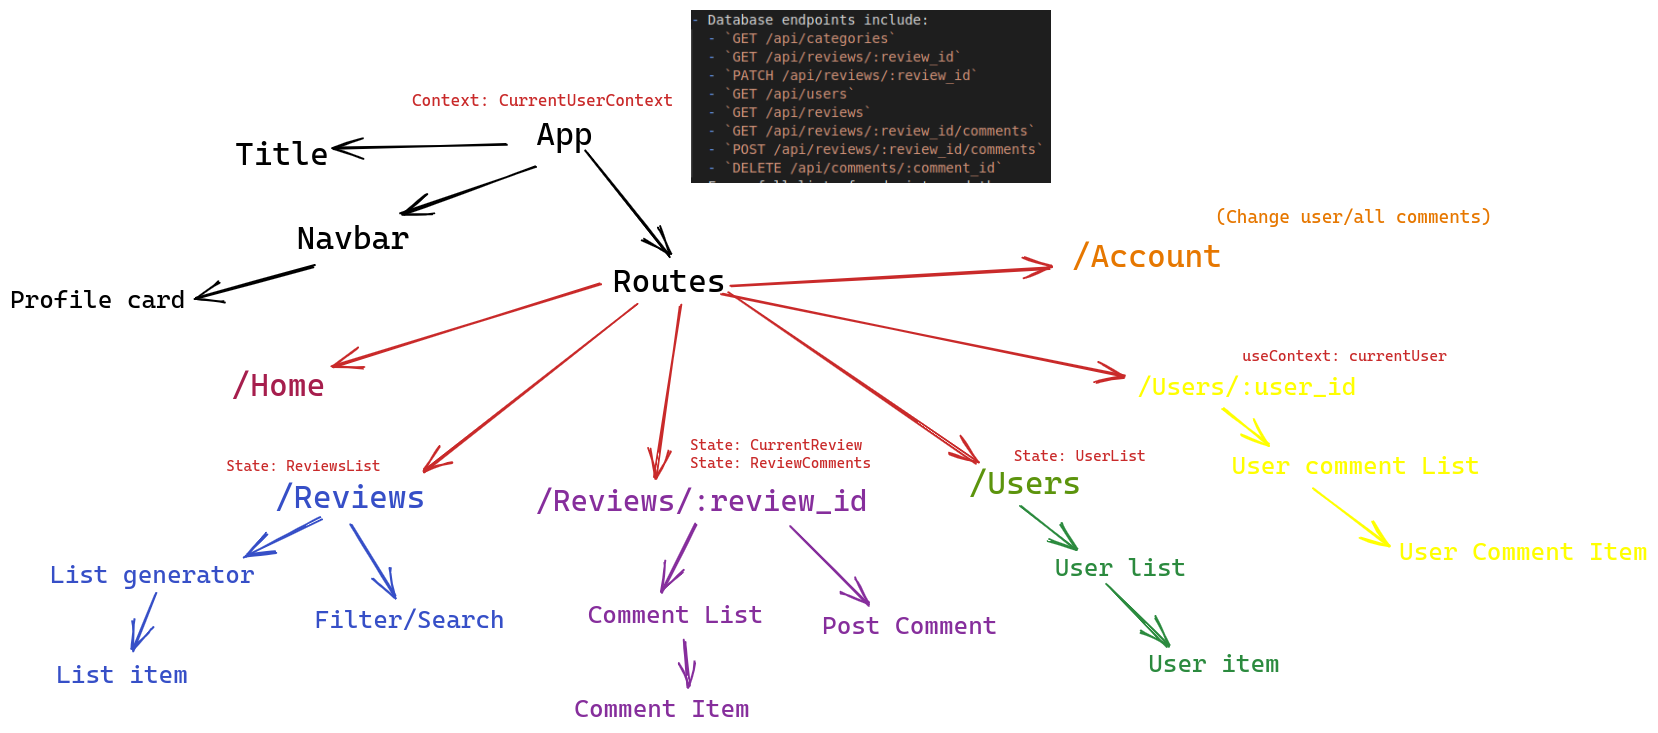 - Database endpoints include:
- `GET /api/categories`
- `GET /api/reviews/:review_id`
- `PATCH /api/reviews/:review_id`
- `GET /api/users`
- `GET /api/reviews`
- `GET /api/reviews/:review_id/comments`
- `POST /api/reviews/:review_id/comments`
- `DELETE /api/comments/:comment_id`
Context: CurrentUserContext
App
Title
Navbar
Profile card
Routes
(Change user/all comments)
/Account
/Home
useContext: currentUser
/Users/:user_id
User comment List
User Comment Item
State: ReviewsList
/Reviews
List generator
Filter/Search
List item
State: CurrentReview
State: ReviewComments
/Reviews/:review_id
Comment List
Post Comment
Comment Item
State: UserList
/Users
User list
User item